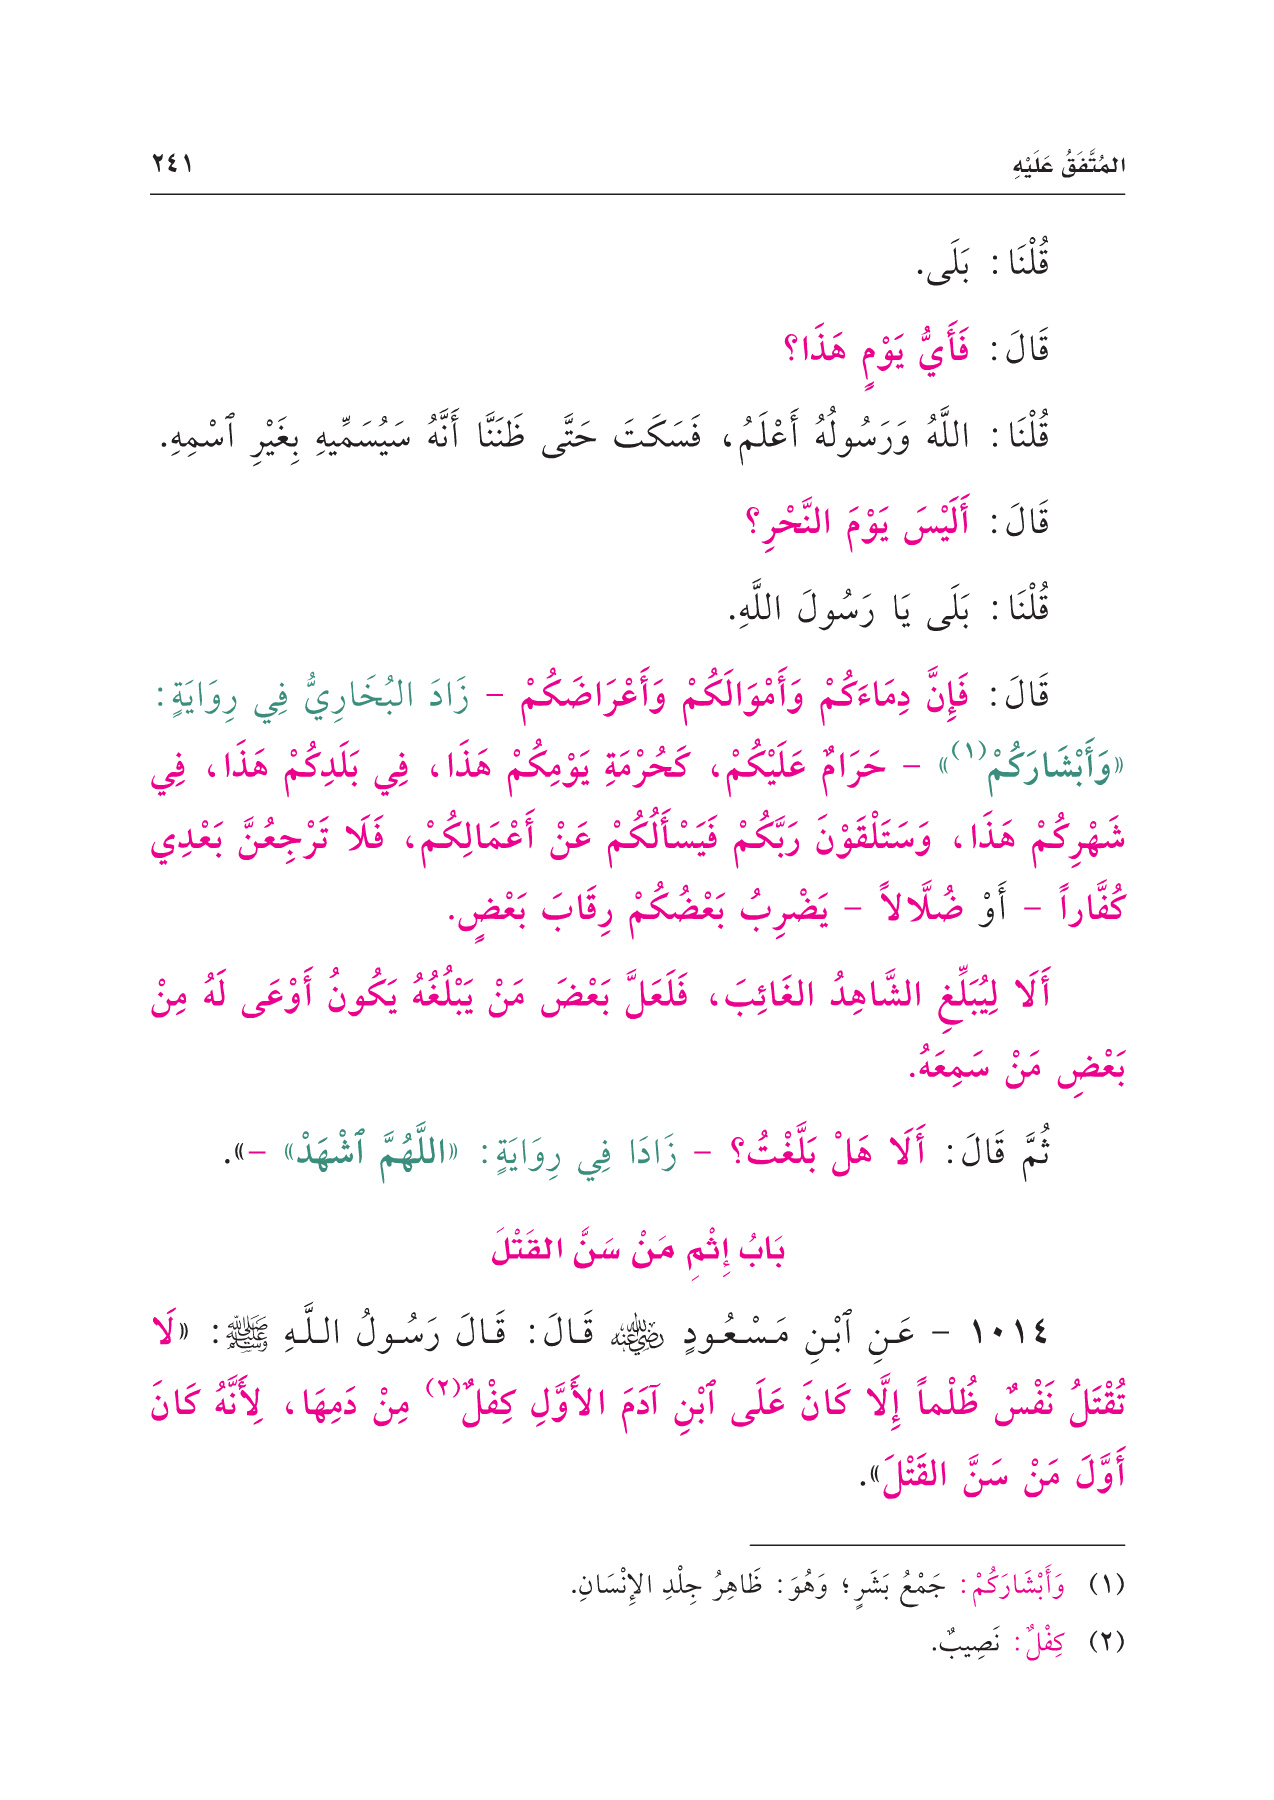 المُتَّفَقُ عَلَيْهِ ٢٤١
قُلْنَا: بَلَى.
قَالَ: فَأَيُّ يَوْمٍ هَذَا؟
قُلْنَا: اللَّهُ وَرَسُولُهُ أَعْلَمُ، فَسَكَتَ حَتَّى ظَنَنَّا أَنَّهُ سَيُسَمِّيهِ بِغَيْرِ ٱسْمِهِ.
قَالَ: أَلَيْسَ يَوْمَ النَّحْرِ؟
قُلْنَا: بَلَى يَا رَسُولَ اللَّهِ.
قَالَ: فَإِنَّ دِمَاءَكُمْ وَأَمْوَالَكُمْ وَأَعْرَاضَكُمْ - زَادَ البُخَارِيُّ فِي رِوَايَةٍ:
«وَأَبْشَارَكُمْ(١)» - حَرَامٌ عَلَيْكُمْ، كَحُرْمَةِ يَوْمِكُمْ هَذَا، فِي بَلَدِكُمْ هَذَا، فِي
شَهْرِكُمْ هَذَا، وَسَتَلْقَوْنَ رَبَّكُمْ فَيَسْأَلُكُمْ عَنْ أَعْمَالِكُمْ، فَلَا تَرْجِعُنَّ بَعْدِي
كُفَّاراً - أَوْ ضُلَّالاً - يَضْرِبُ بَعْضُكُمْ رِقَابَ بَعْضٍ.
أَلَا لِيُبَلِّغِ الشَّاهِدُ الغَائِبَ، فَلَعَلَّ بَعْضَ مَنْ يَبْلُغُهُ يَكُونُ أَوْعَى لَهُ مِنْ
بَعْضِ مَنْ سَمِعَهُ.
ثُمَّ قَالَ: أَلَا هَلْ بَلَّغْتُ؟ - زَادَا فِي رِوَايَةٍ: «اللَّهُمَّ ٱشْهَدْ» -».
بَابُ إِثْمِ مَنْ سَنَّ القَتْلَ
١٠١٤ - عَنِ ٱبْنِ مَسْعُودٍ رضي الله عنه قَالَ: قَالَ رَسُولُ اللَّهِ ﷺ: «لَا
تُقْتَلُ نَفْسٌ ظُلْماً إِلَّا كَانَ عَلَى ٱبْنِ آدَمَ الأَوَّلِ كِفْلٌ(٢) مِنْ دَمِهَا، لِأَنَّهُ كَانَ
أَوَّلَ مَنْ سَنَّ القَتْلَ».
(١) وَأَبْشَارَكُمْ: جَمْعُ بَشَرٍ؛ وَهُوَ: ظَاهِرُ جِلْدِ الإِنْسَانِ.
(٢) كِفْلٌ: نَصِيبٌ.